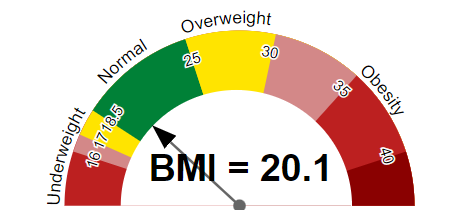 Underweight
Normal
Overweight
Obesity
16
17
18.5
25
30
35
40
BMI = 20.1